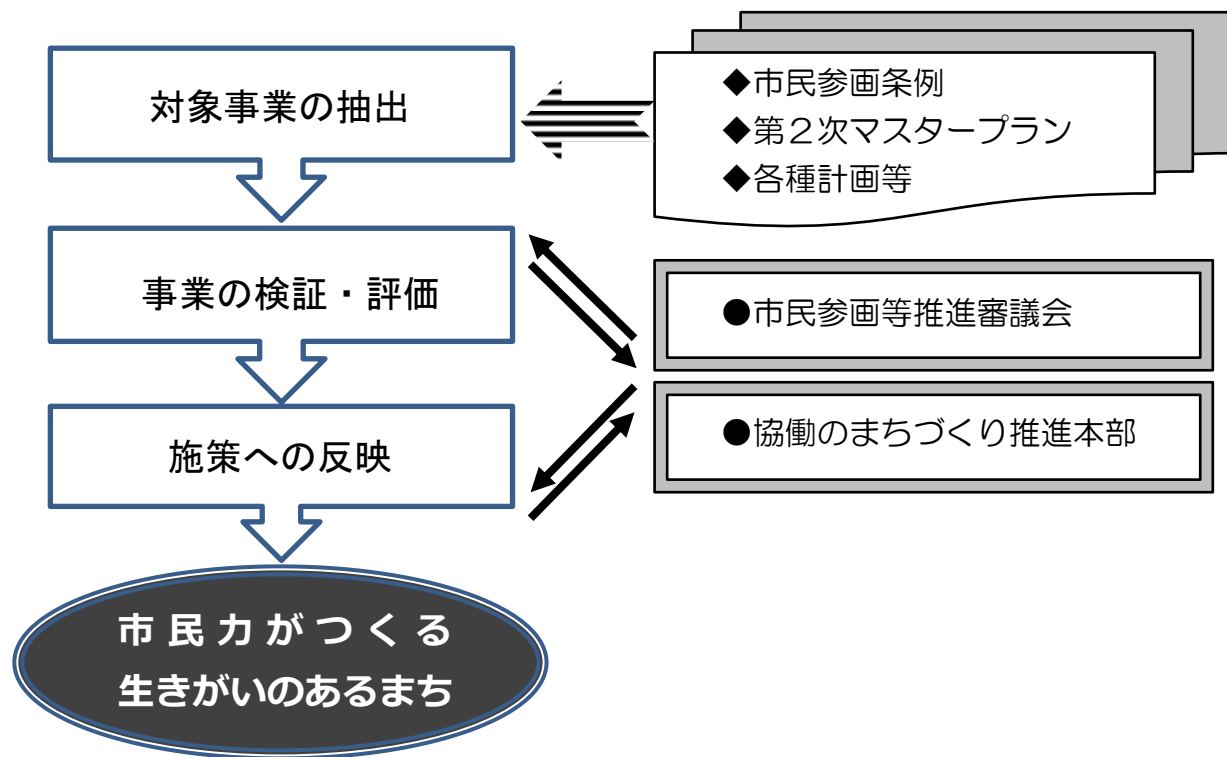 対象事業の抽出
◆市民参画条例
◆第２次マスタープラン
◆各種計画等
事業の検証・評価
●市民参画等推進審議会
施策への反映
●協働のまちづくり推進本部
市民力がつくる
生きがいのあるまち